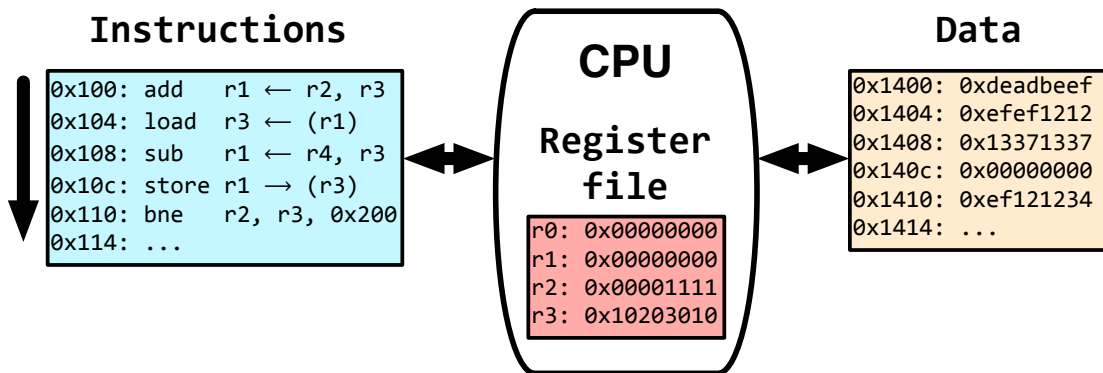 Instructions
0x100: add r1 ← r2, r3
0x104: load r3 ← (r1)
0x108: sub r1 ← r4, r3
0x10c: store r1 → (r3)
0x110: bne r2, r3, 0x200
0x114: ...
CPU
Register
file
r0: 0x00000000
r1: 0x00000000
r2: 0x00001111
r3: 0x10203010
Data
0x1400: 0xdeadbeef
0x1404: 0xefef1212
0x1408: 0x13371337
0x140c: 0x00000000
0x1410: 0xef121234
0x1414: ...